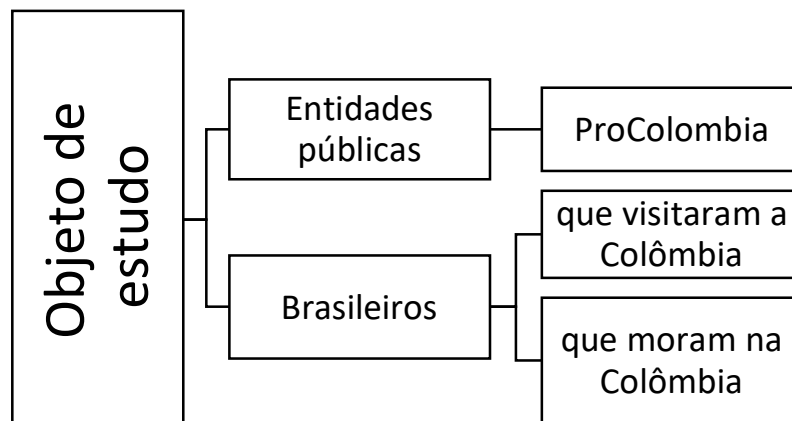 Objeto de
estudo
Entidades
públicas
ProColombia
Brasileiros
que visitaram a
Colômbia
que moram na
Colômbia